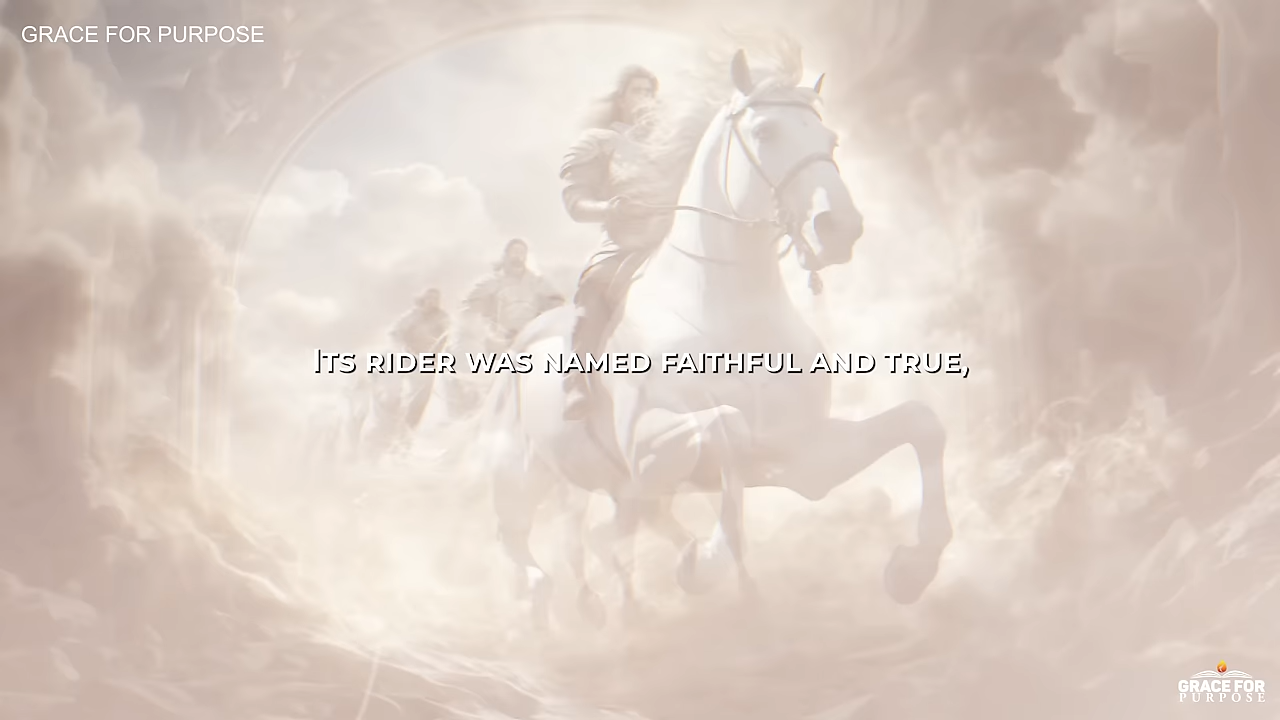 GRACE FOR PURPOSE
Its rider was named Faithful and True,
GRACE FOR
PURPOSE